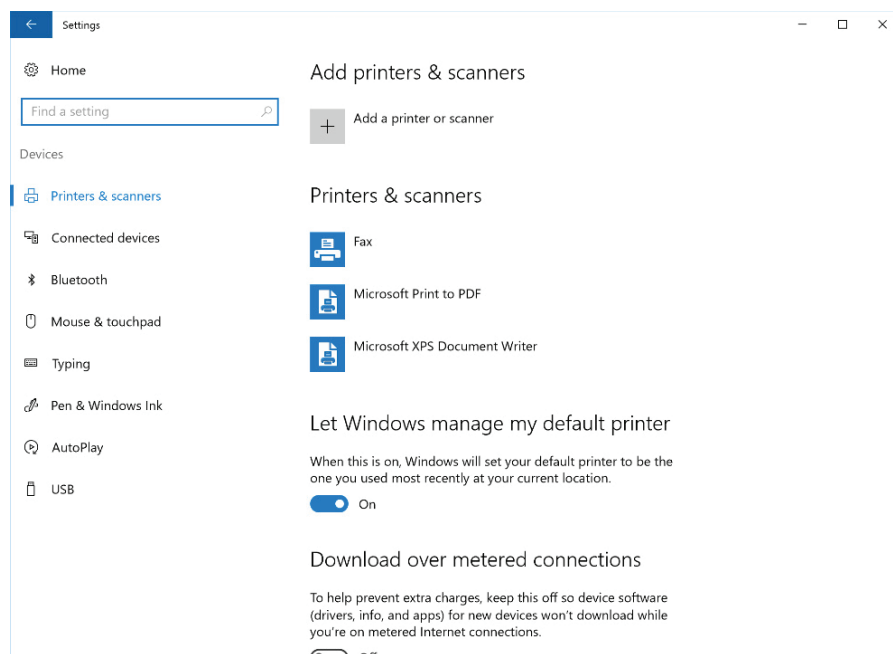 Settings
Home
Find a setting
Devices
Printers & scanners
Connected devices
Bluetooth
Mouse & touchpad
Typing
Pen & Windows Ink
AutoPlay
USB
Add printers & scanners
Add a printer or scanner
Printers & scanners
Fax
Microsoft Print to PDF
Microsoft XPS Document Writer
Let Windows manage my default printer
When this is on, Windows will set your default printer to be the
one you used most recently at your current location.
On
Download over metered connections
To help prevent extra charges, keep this off so device software
(drivers, info, and apps) for new devices won't download while
you're on metered Internet connections.